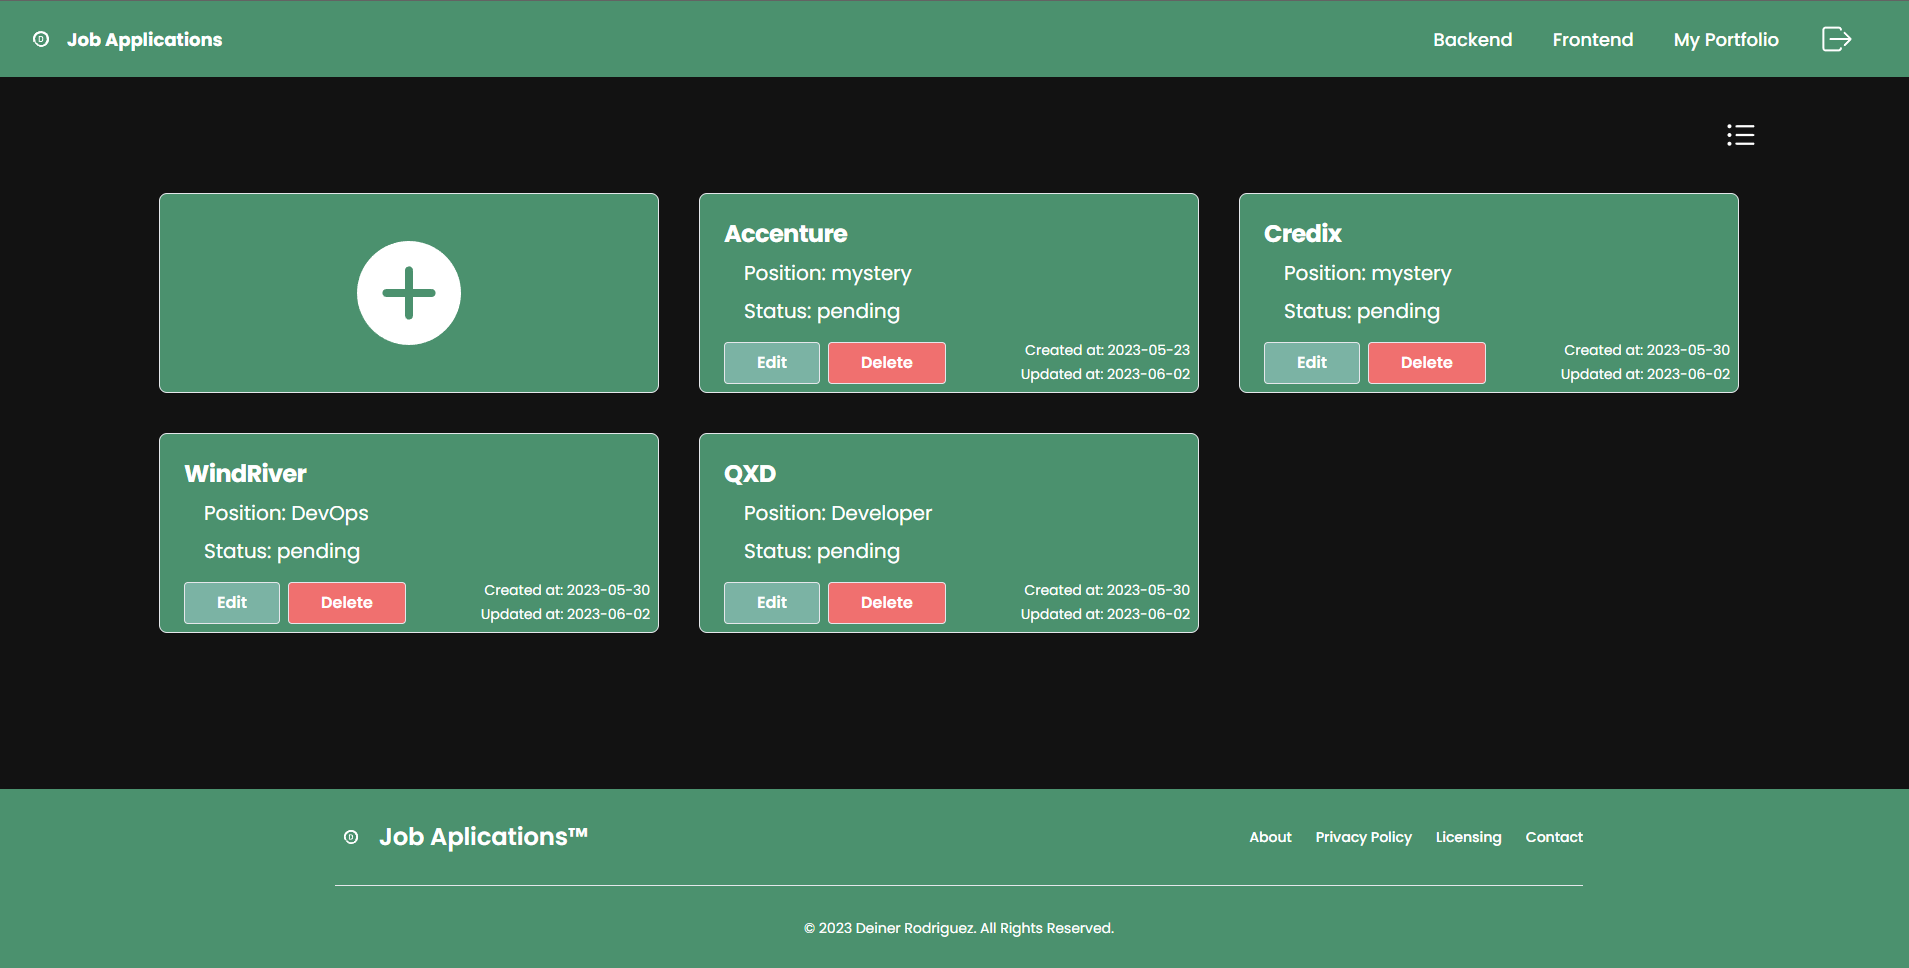 Job Applications
Backend
Frontend
My Portfolio
Accenture
Position: mystery
Status: pending
Edit
Delete
Created at: 2023-05-23
Updated at: 2023-06-02
Credix
Position: mystery
Status: pending
Edit
Delete
Created at: 2023-05-30
Updated at: 2023-06-02
WindRiver
Position: DevOps
Status: pending
Edit
Delete
Created at: 2023-05-30
Updated at: 2023-06-02
QXD
Position: Developer
Status: pending
Edit
Delete
Created at: 2023-05-30
Updated at: 2023-06-02
Job Aplications™
About
Privacy Policy
Licensing
Contact
© 2023 Deiner Rodriguez. All Rights Reserved.